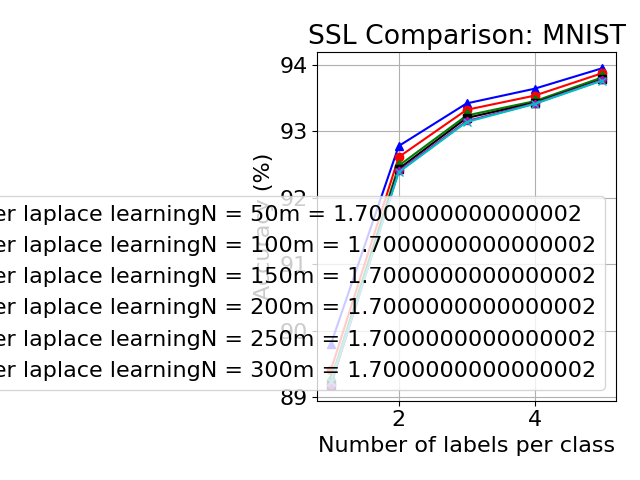 SSL Comparison: MNIST
94
93
92
91
90
89
Accuracy (%)
er laplace learningN = 50m = 1.7000000000000002
er laplace learningN = 100m = 1.7000000000000002
er laplace learningN = 150m = 1.7000000000000002
er laplace learningN = 200m = 1.7000000000000002
er laplace learningN = 250m = 1.7000000000000002
er laplace learningN = 300m = 1.7000000000000002
2 4
Number of labels per class